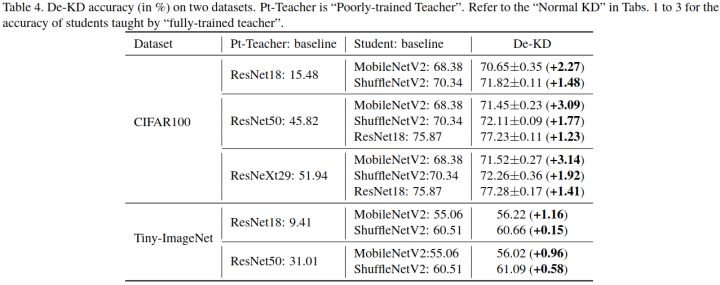 Table 4. De-KD accuracy (in %) on two datasets. Pt-Teacher is “Poorly-trained Teacher”. Refer to the “Normal KD” in Tabs. 1 to 3 for the
accuracy of students taught by “fully-trained teacher”.
Dataset Pt-Teacher: baseline Student: baseline De-KD
CIFAR100
ResNet18: 15.48
MobileNetV2: 68.38 70.65±0.35 (+2.27)
ShuffleNetV2: 70.34 71.82±0.11 (+1.48)
ResNet50: 45.82
MobileNetV2: 68.38 71.45±0.23 (+3.09)
ShuffleNetV2: 70.34 72.11±0.09 (+1.77)
ResNet18: 75.87 77.23±0.11 (+1.23)
ResNeXt29: 51.94
MobileNetV2: 68.38 71.52±0.27 (+3.14)
ShuffleNetV2:70.34 72.26±0.36 (+1.92)
ResNet18: 75.87 77.28±0.17 (+1.41)
Tiny-ImageNet
ResNet18: 9.41
MobileNetV2: 55.06 56.22 (+1.16)
ShuffleNetV2: 60.51 60.66 (+0.15)
ResNet50: 31.01
MobileNetV2:55.06 56.02 (+0.96)
ShuffleNetV2: 60.51 61.09 (+0.58)